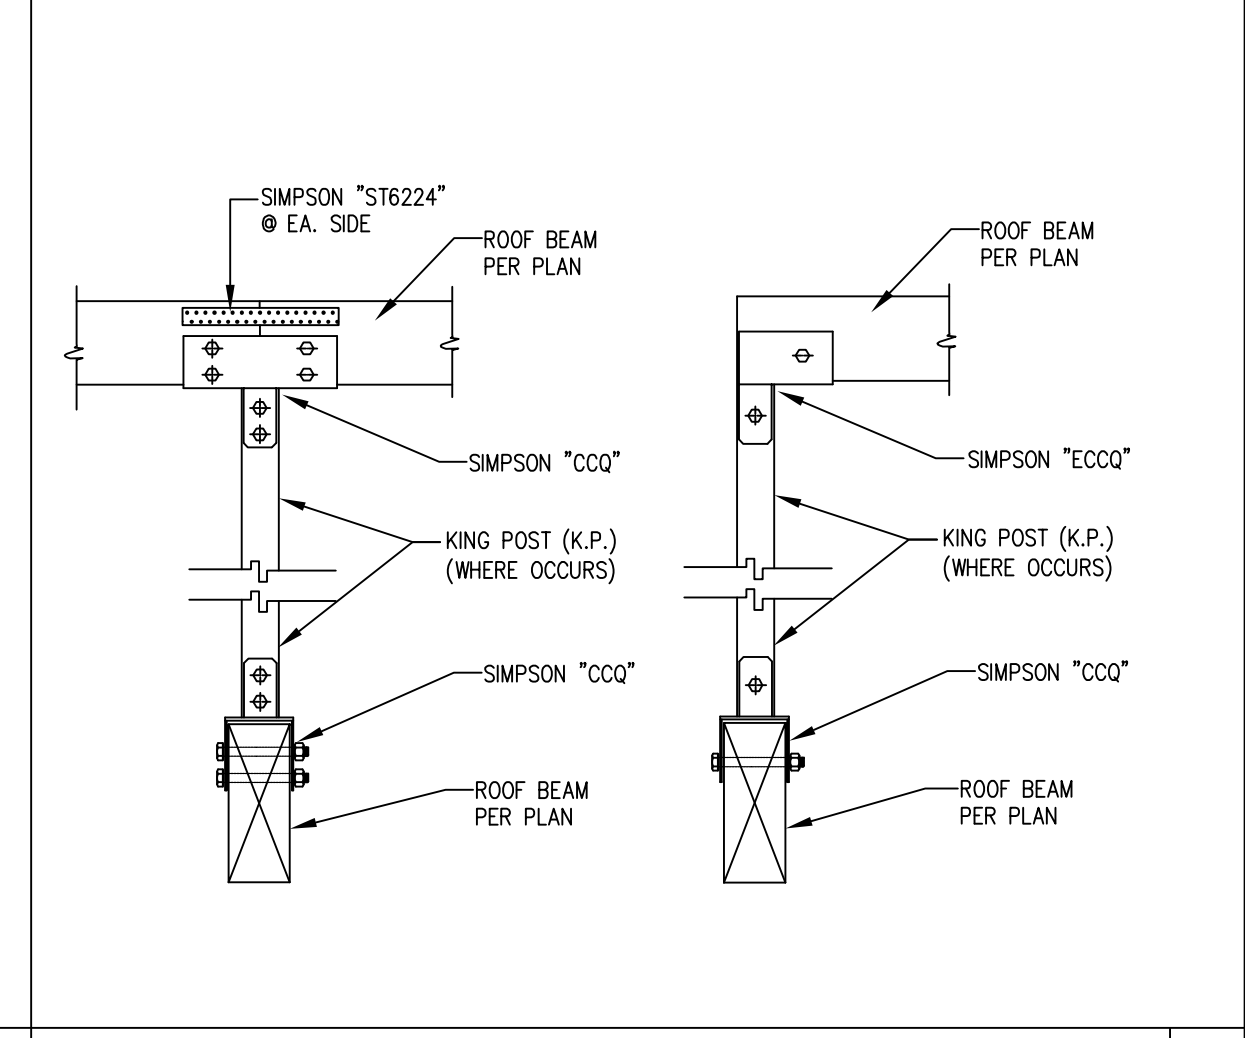 SIMPSON "ST6224"
@ EA. SIDE
ROOF BEAM
PER PLAN
SIMPSON "CCQ"
KING POST (K.P.)
(WHERE OCCURS)
SIMPSON "CCQ"
ROOF BEAM
PER PLAN
ROOF BEAM
PER PLAN
SIMPSON "ECCQ"
KING POST (K.P.)
(WHERE OCCURS)
SIMPSON "CCQ"
ROOF BEAM
PER PLAN